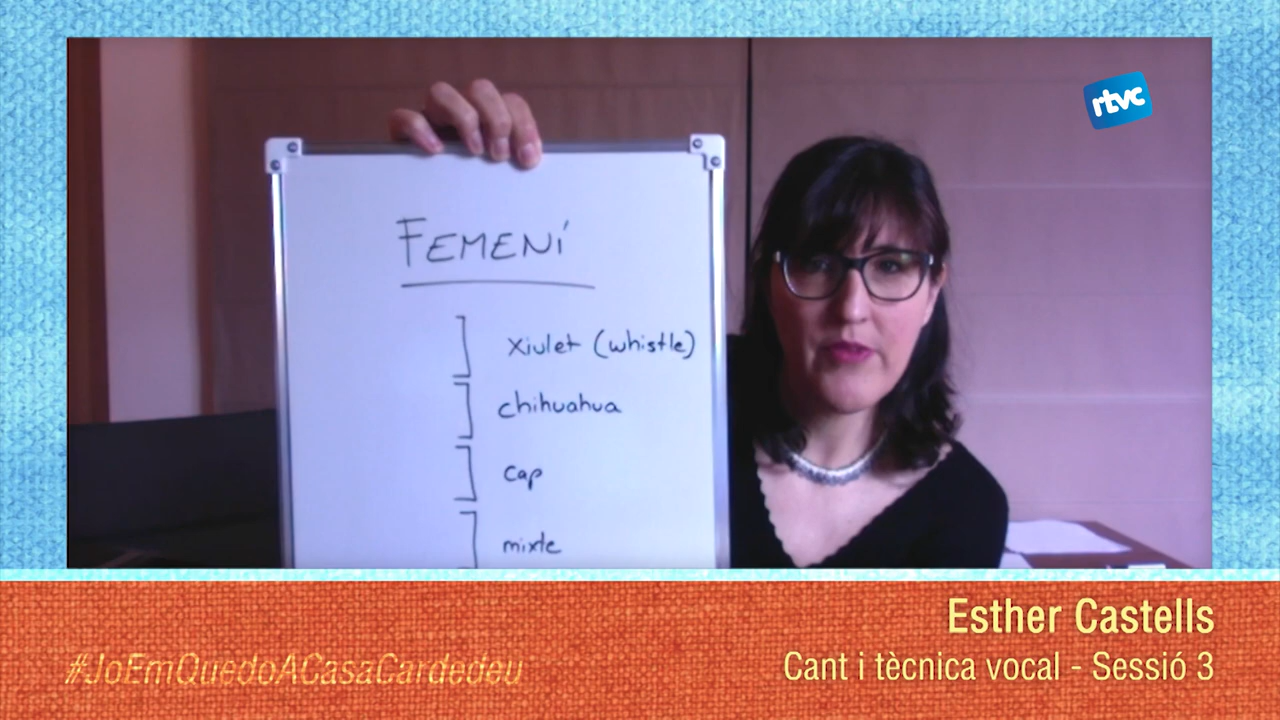 rtvc
FEMENÍ
xiulet (whistle)
chihuahua
cap
mixte
Esther Castells
#JoEmQuedoACasaCardedeu
Cant i tècnica vocal - Sessió 3